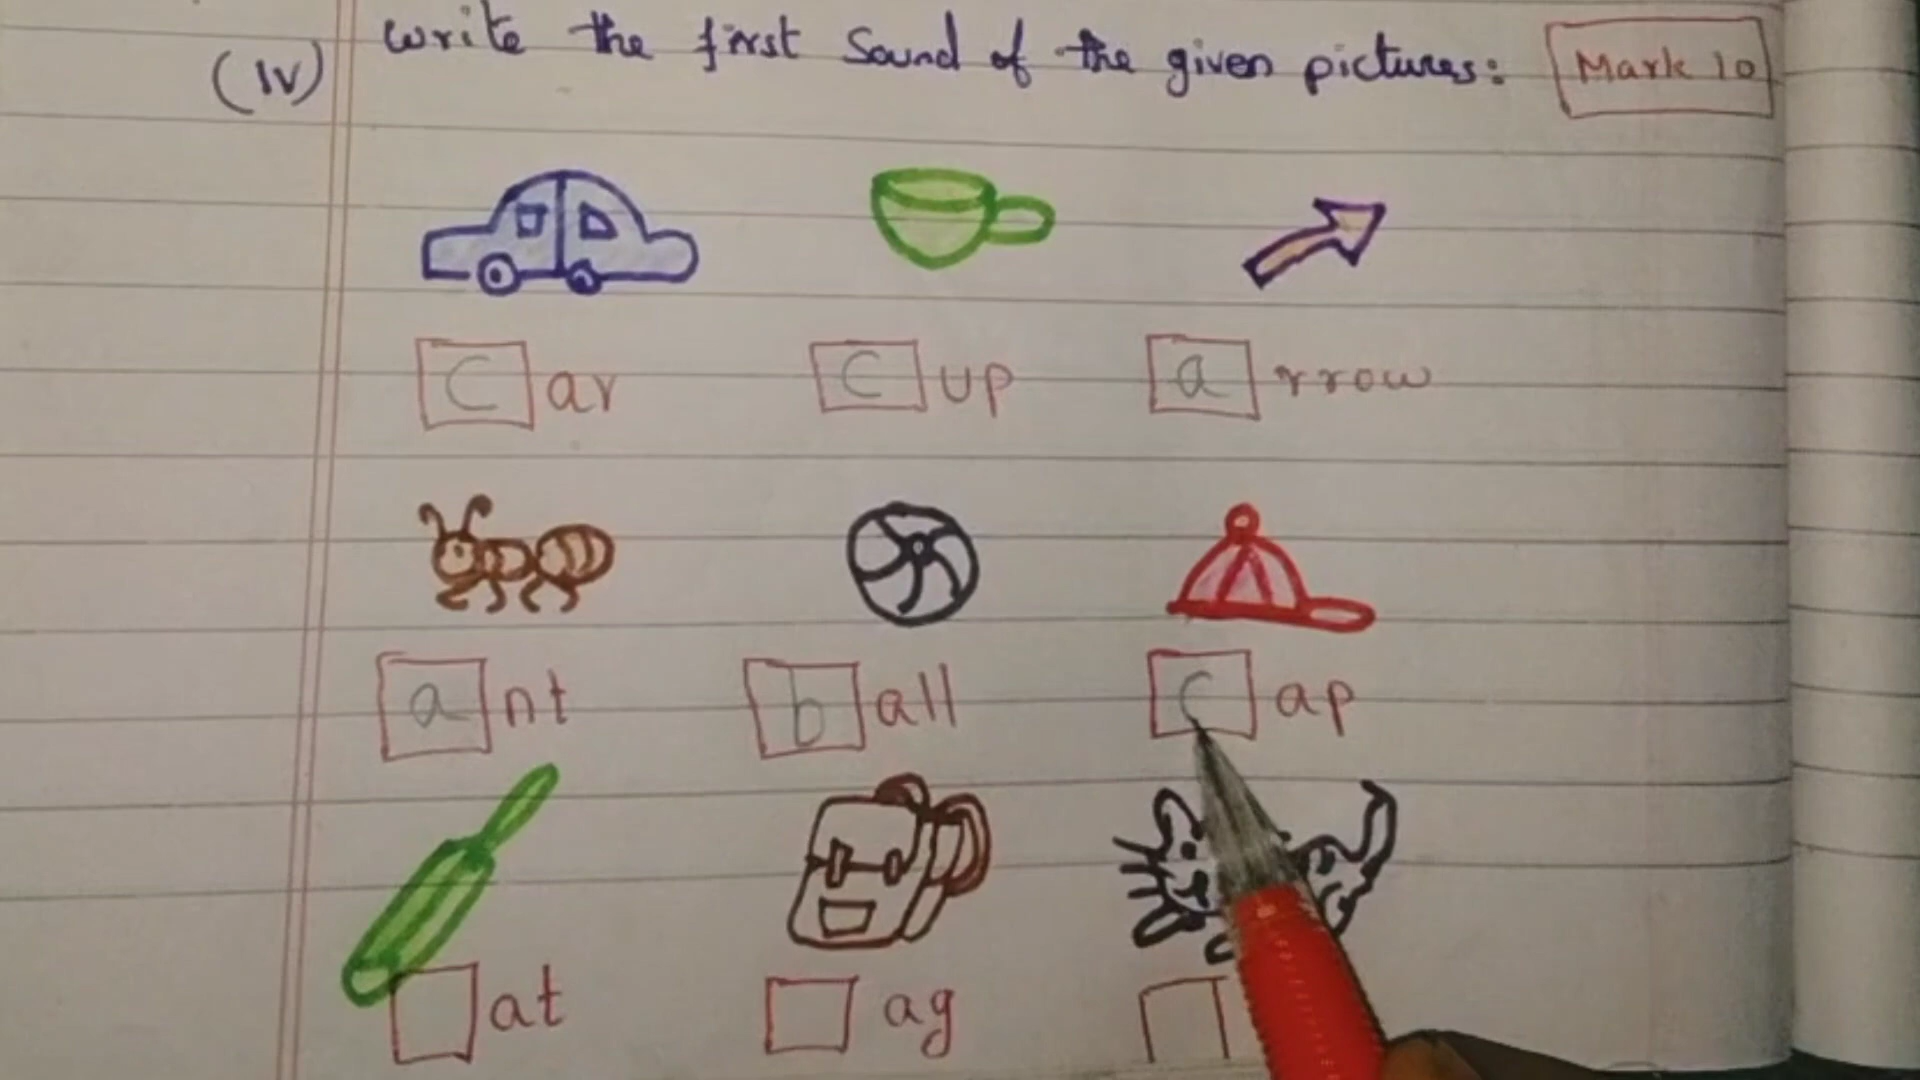 (IV) Write the first Sound of the given pictures: Mark 10
C ar C up a rrow
a nt b all c ap
at ag